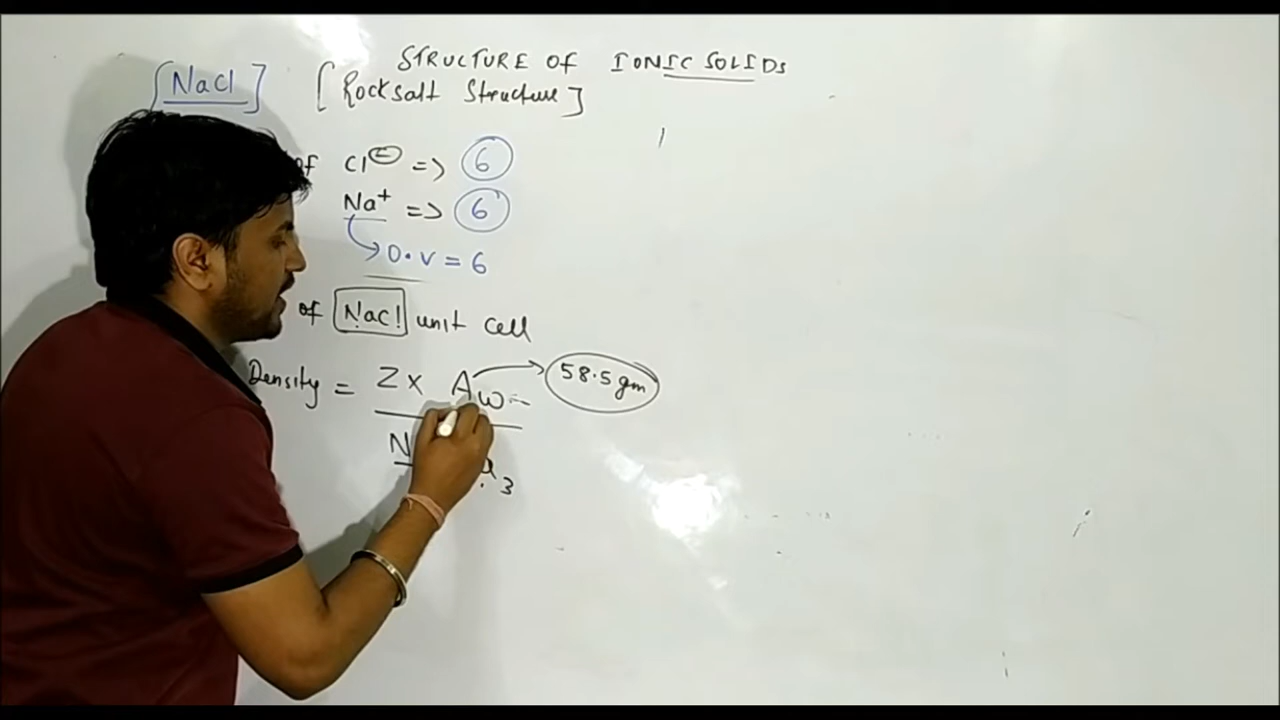 STRUCTURE OF IONIC SOLIDS
[NaCl] [Rocksalt Structure]
of Cl⊖ => 6
Na⁺ => 6
O.V = 6
of NaCl unit cell
Density = Z x Aw 58.5 gm
N a 3